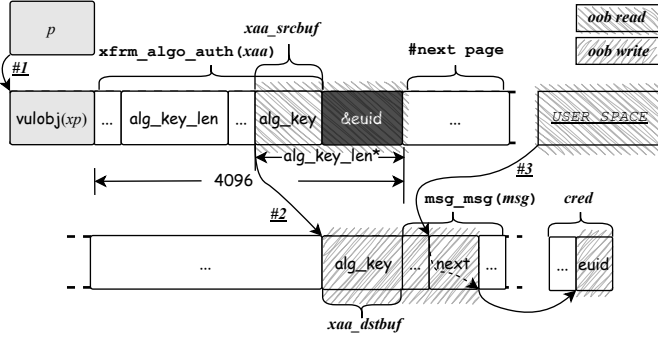 p
xaa_srcbuf
oob read
#1
xfrm_algo_auth(xaa)
#next page
oob write
vulobj(xp)
...
alg_key_len
...
alg_key
&euid
...
USER SPACE
alg_key_len*
4096
#3
#2
msg_msg(msg)
cred
...
alg_key
...
next
...
...
euid
xaa_dstbuf